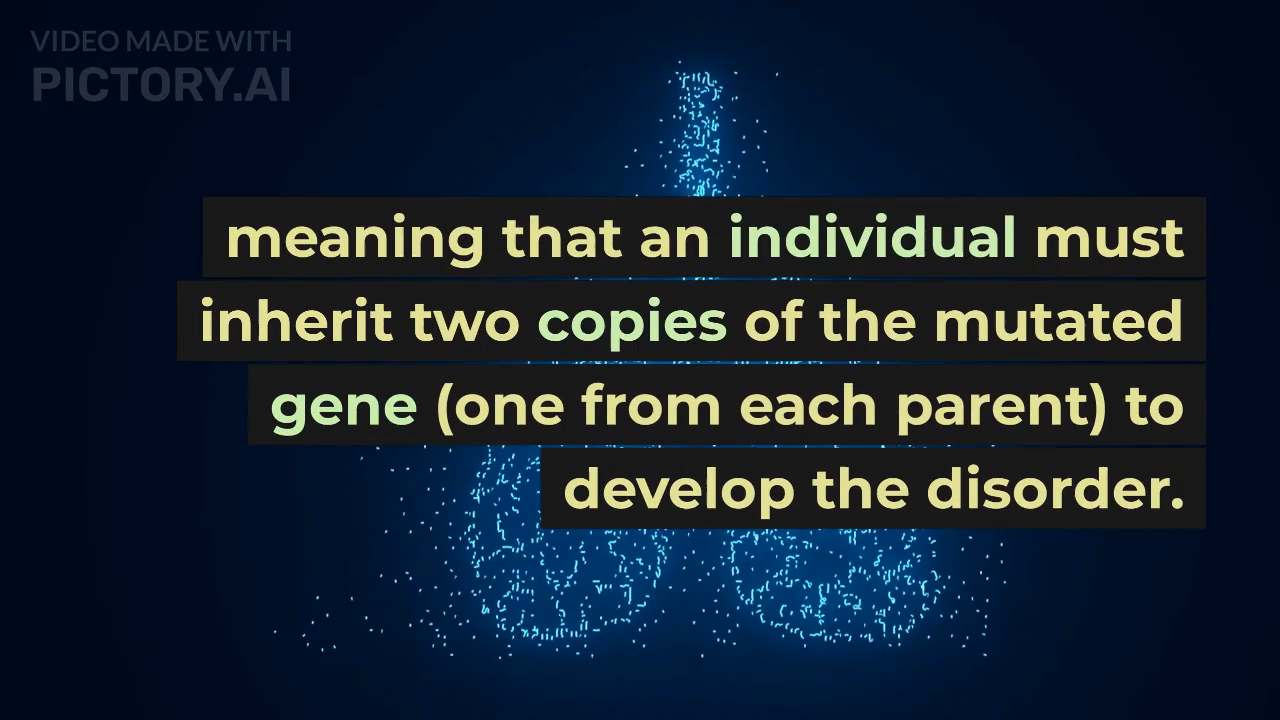 VIDEO MADE WITH
PICTORY.AI
meaning that an individual must
inherit two copies of the mutated
gene (one from each parent) to
develop the disorder.